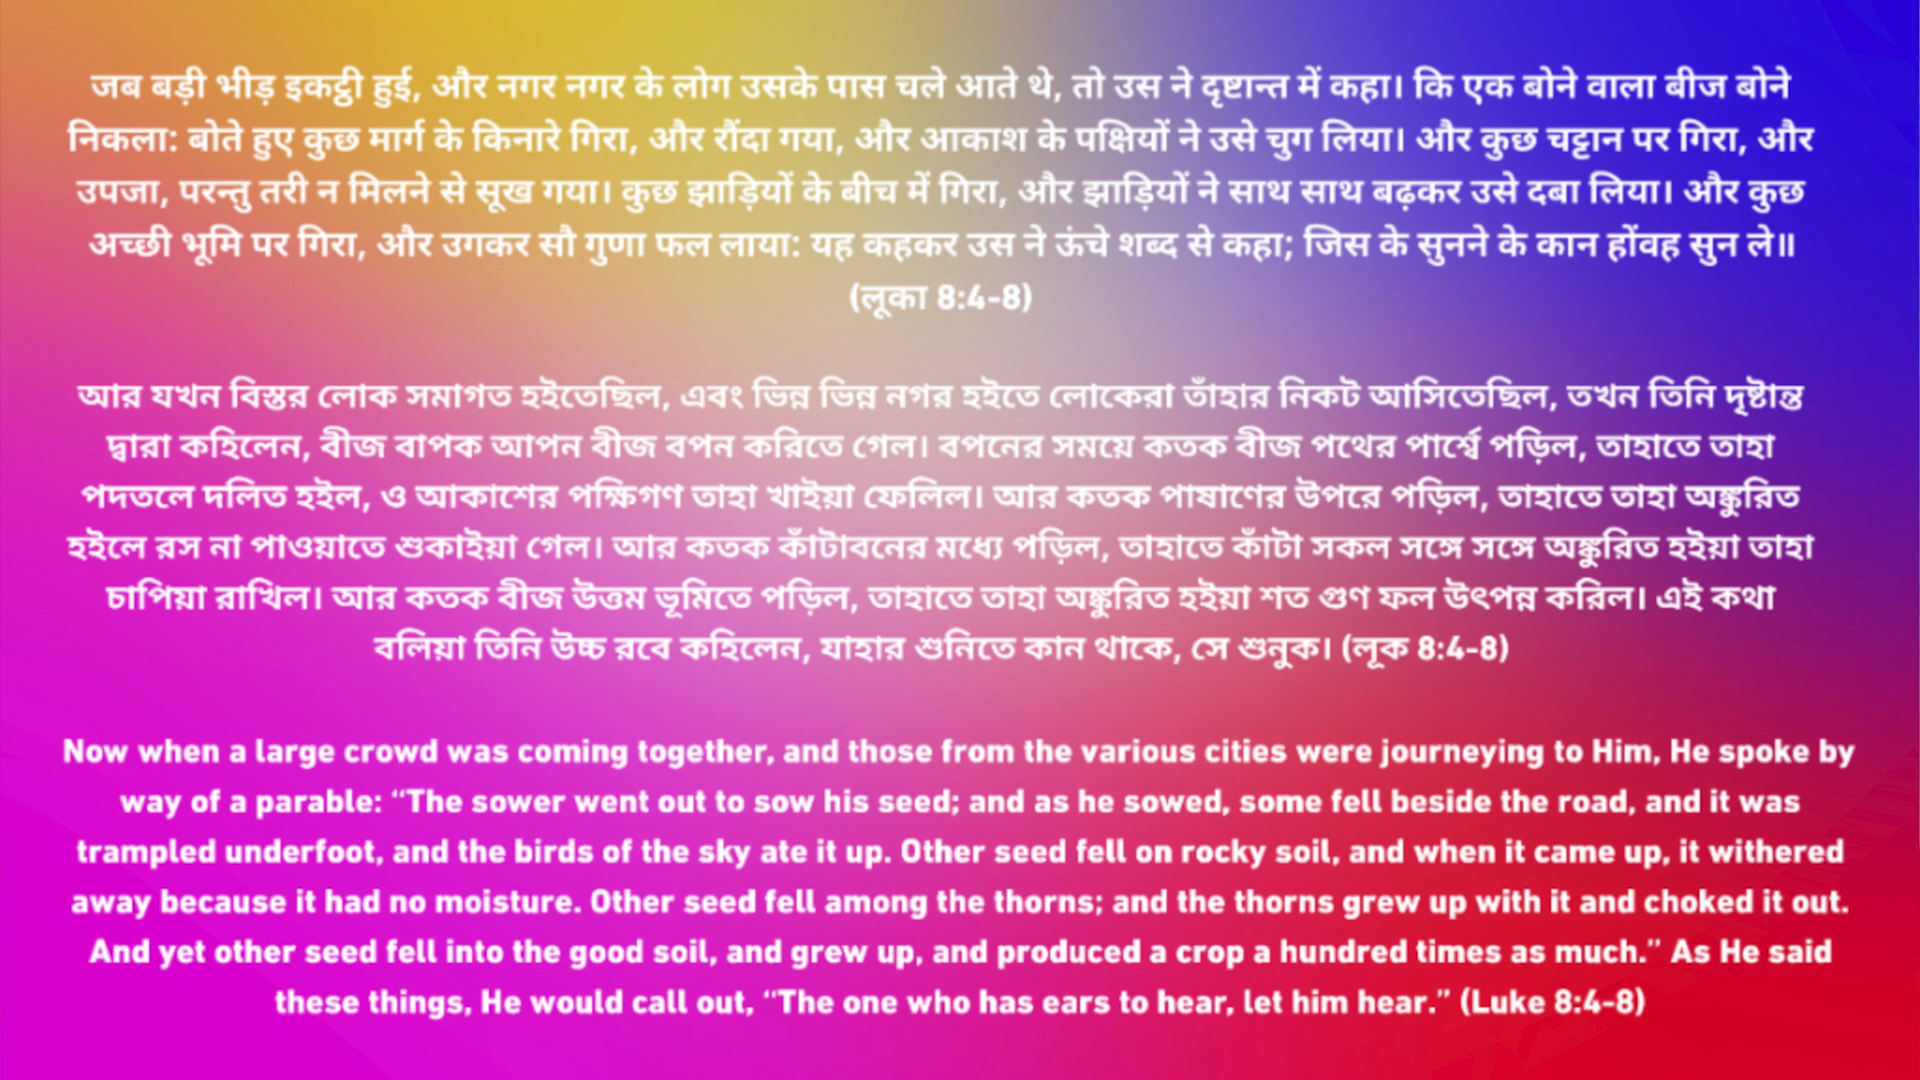 जब बड़ी भीड़ इकट्ठी हुई, और नगर नगर के लोग उसके पास चले आते थे, तो उस ने दृष्टान्त में कहा। कि एक बोने वाला बीज बोने
निकला: बोते हुए कुछ मार्ग के किनारे गिरा, और रौंदा गया, और आकाश के पक्षियों ने उसे चुग लिया। और कुछ चट्टान पर गिरा, और
उपजा, परन्तु तरी न मिलने से सूख गया। कुछ झाड़ियों के बीच में गिरा, और झाड़ियों ने साथ साथ बढ़कर उसे दबा लिया। और कुछ
अच्छी भूमि पर गिरा, और उगकर सौ गुणा फल लाया: यह कहकर उस ने ऊंचे शब्द से कहा; जिस के सुनने के कान होंवह सुन ले॥
(लूका 8:4-8)
আর যখন বিস্তর লোক সমাগত হইতেছিল, এবং ভিন্ন ভিন্ন নগর হইতে লোকেরা তাঁহার নিকট আসিতেছিল, তখন তিনি দৃষ্টান্ত
দ্বারা কহিলেন, বীজ বাপক আপন বীজ বপন করিতে গেল। বপনের সময়ে কতক বীজ পথের পার্শ্বে পড়িল, তাহাতে তাহা
পদতলে দলিত হইল, ও আকাশের পক্ষিগণ তাহা খাইয়া ফেলিল। আর কতক পাষাণের উপরে পড়িল, তাহাতে তাহা অঙ্কুরিত
হইলে রস না পাওয়াতে শুকাইয়া গেল। আর কতক কাঁটাবনের মধ্যে পড়িল, তাহাতে কাঁটা সকল সঙ্গে সঙ্গে অঙ্কুরিত হইয়া তাহা
চাপিয়া রাখিল। আর কতক বীজ উত্তম ভূমিতে পড়িল, তাহাতে তাহা অঙ্কুরিত হইয়া শত গুণ ফল উৎপন্ন করিল। এই কথা
বলিয়া তিনি উচ্চ রবে কহিলেন, যাহার শুনিতে কান থাকে, সে শুনুক। (লূক 8:4-8)
Now when a large crowd was coming together, and those from the various cities were journeying to Him, He spoke by
way of a parable: “The sower went out to sow his seed; and as he sowed, some fell beside the road, and it was
trampled underfoot, and the birds of the sky ate it up. Other seed fell on rocky soil, and when it came up, it withered
away because it had no moisture. Other seed fell among the thorns; and the thorns grew up with it and choked it out.
And yet other seed fell into the good soil, and grew up, and produced a crop a hundred times as much.” As He said
these things, He would call out, “The one who has ears to hear, let him hear.” (Luke 8:4-8)